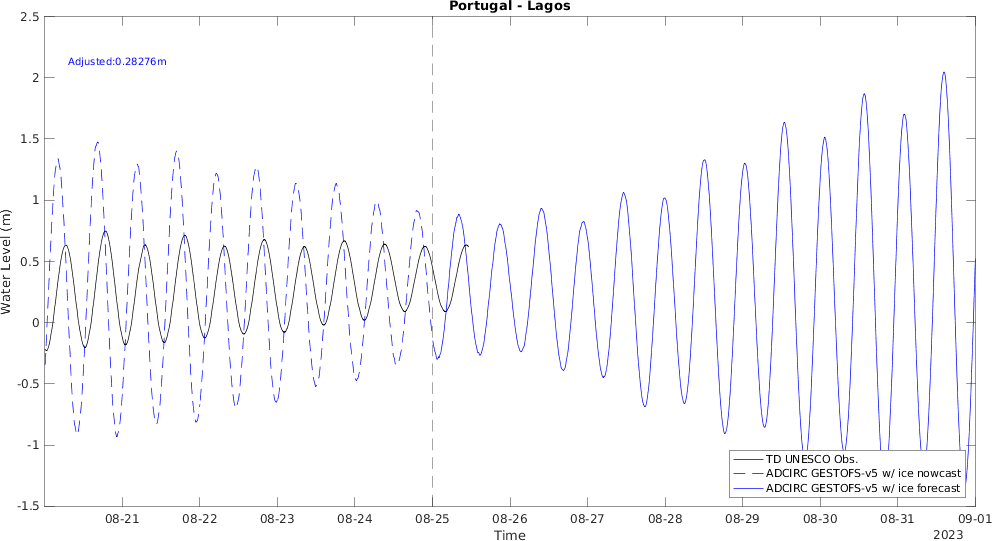 Portugal - Lagos
2.5
Adjusted:0.28276m
2
1.5
1
0.5
0
-0.5
-1
-1.5
Water Level (m)
TD UNESCO Obs.
ADCIRC GESTOFS-v5 w/ ice nowcast
ADCIRC GESTOFS-v5 w/ ice forecast
08-21 08-22 08-23 08-24 08-25 08-26 08-27 08-28 08-29 08-30 08-31 09-01
Time
2023